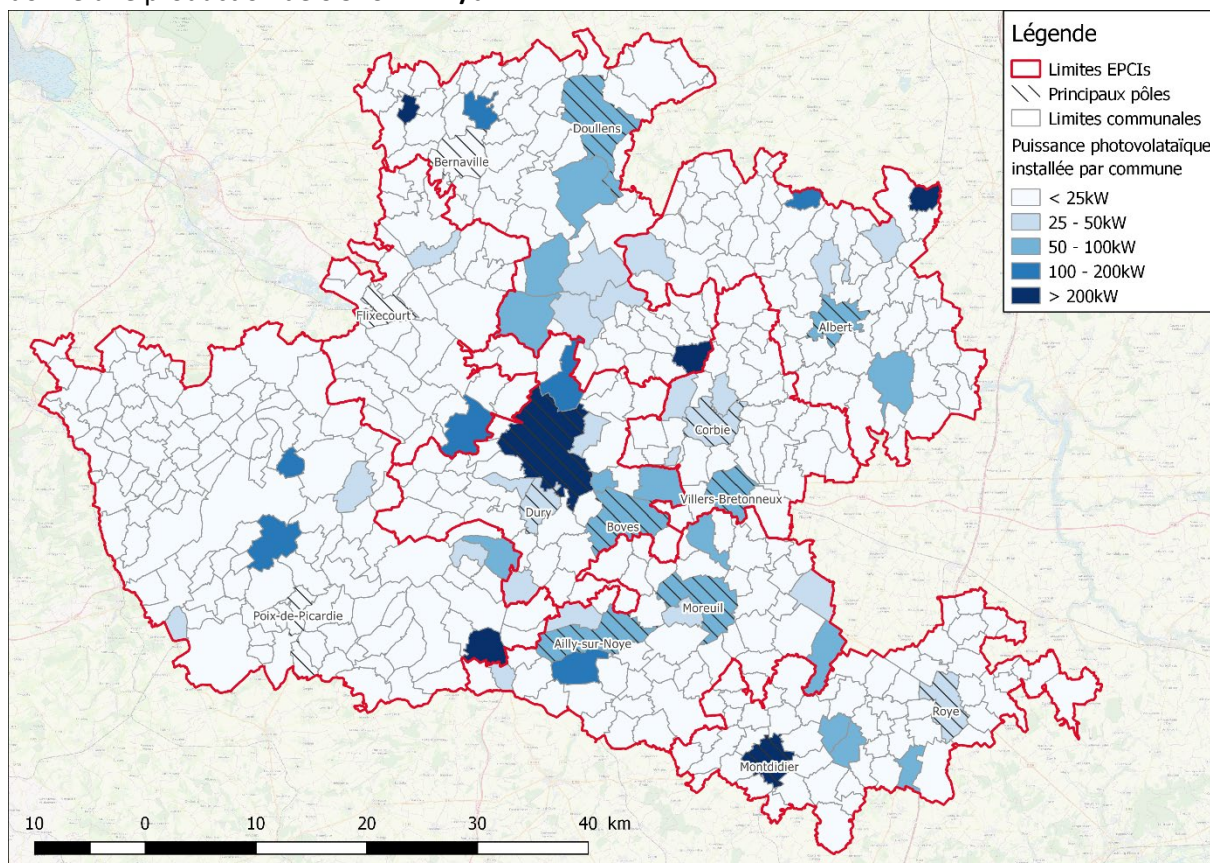 Légende
Limites EPCIs
Principaux pôles
Limites communales
Puissance photovolataïque
installée par commune
< 25kW
25 - 50kW
50 - 100kW
100 - 200kW
> 200kW
Doullens
Bernaville
Flixecourt
Albert
Corbie
Villers-Bretonneux
Dury
Boves
Poix-de-Picardie
Moreuil
Ailly-sur-Noye
Roye
Montdidier
10 0 10 20 30 40 km